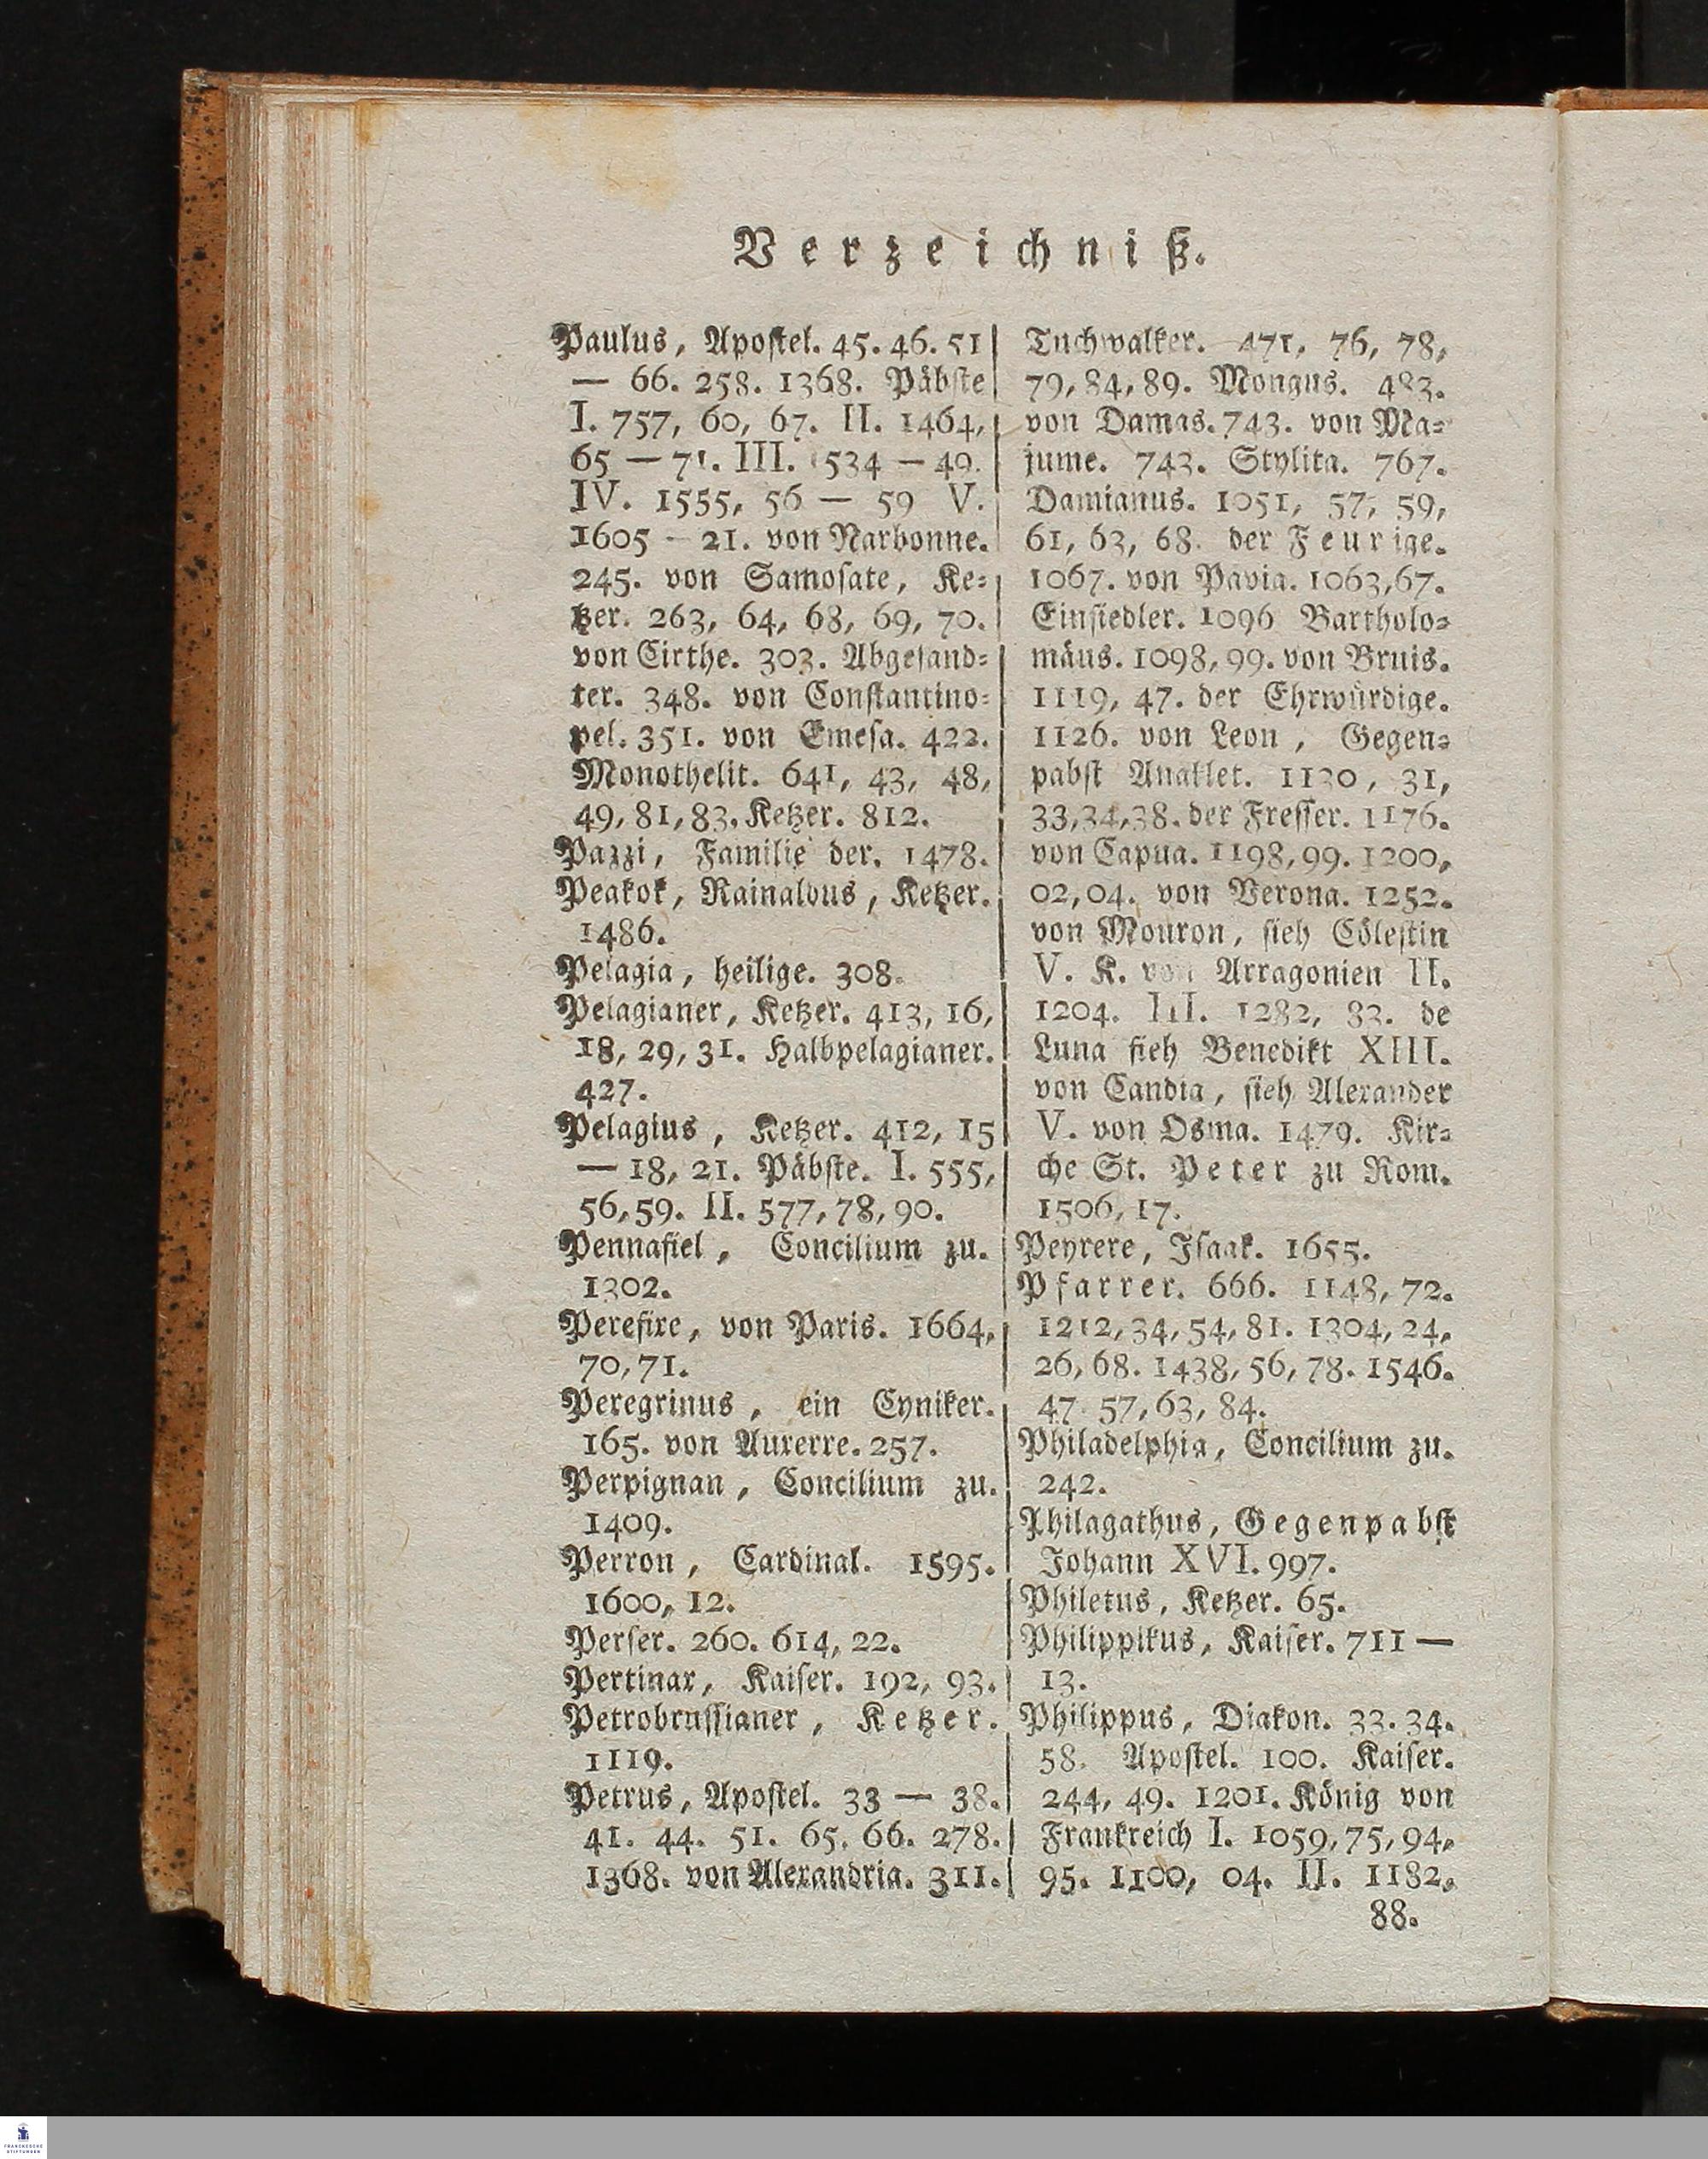 Verzeichniß.
Paulus, Apostel. 45. 46. 51
— 66. 258. 1368. Päbste
I. 757, 60, 67. II. 1464,
65 — 71. III. 1534 — 49.
IV. 1555, 56 — 59 V.
1605 — 21. von Narbonne.
245. von Samosate, Ke=
tzer. 263, 64, 68, 69, 70.
von Cirthe. 303. Abgesand=
ter. 348. von Constantino=
pel. 351. von Emesa. 422.
Monothelit. 641, 43, 48,
49, 81, 83. Ketzer. 812.
Pazzi, Familie der. 1478.
Peakok, Rainaldus, Ketzer.
1486.
Pelagia, heilige. 308.
Pelagianer, Ketzer. 413, 16,
18, 29, 31. Halbpelagianer.
427.
Pelagius, Ketzer. 412, 15
— 18, 21. Päbste. I. 555,
56, 59. II. 577, 78, 90.
Pennafiel, Concilium zu.
1302.
Perefixe, von Paris. 1664,
70, 71.
Peregrinus, ein Cyniker.
165. von Auxerre. 257.
Perpignan, Concilium zu.
1409.
Perron, Cardinal. 1595.
1600, 12.
Perser. 260. 614, 22.
Pertinax, Kaiser. 192, 93.
Petrobrussianer, Ketzer.
1119.
Petrus, Apostel. 33 — 38.
41. 44. 51. 65. 66. 278.
1368. von Alexandria. 311.
Tuchwalker. 471, 76, 78,
79, 84, 89. Mongus. 483.
von Damas. 743. von Ma=
jume. 743. Stylita. 767.
Damianus. 1051, 57, 59,
61, 63, 68. der Feurige.
1067. von Pavia. 1063, 67.
Einsiedler. 1096 Bartholo=
mäus. 1098, 99. von Bruis.
1119, 47. der Ehrwürdige.
1126. von Leon, Gegen=
pabst Anaklet. 1130, 31,
33, 34, 38. der Fresser. 1176.
von Capua. 1198, 99. 1200,
02, 04. von Verona. 1252.
von Mouron, sieh Cölestin
V. K. von Arragonien II.
1204. III. 1282, 83. de
Luna sieh Benedikt XIII.
von Candia, sieh Alexander
V. von Osma. 1479. Kir=
che St. Peter zu Rom.
1506, 17.
Peyrere, Isaak. 1655.
Pfarrer. 666. 1148, 72.
1212, 34, 54, 81. 1304, 24,
26, 68. 1438, 56, 78. 1546.
47. 57, 63, 84.
Philadelphia, Concilium zu.
242.
Philagathus, Gegenpabst
Johann XVI. 997.
Philetus, Ketzer. 65.
Philippikus, Kaiser. 711 —
13.
Philippus, Diakon. 33. 34.
58. Apostel. 100. Kaiser.
244, 49. 1201. König von
Frankreich I. 1059, 75, 94,
95. 1100, 04. II. 1182,
88.
FRANCKESCHE
STIFTUNGEN